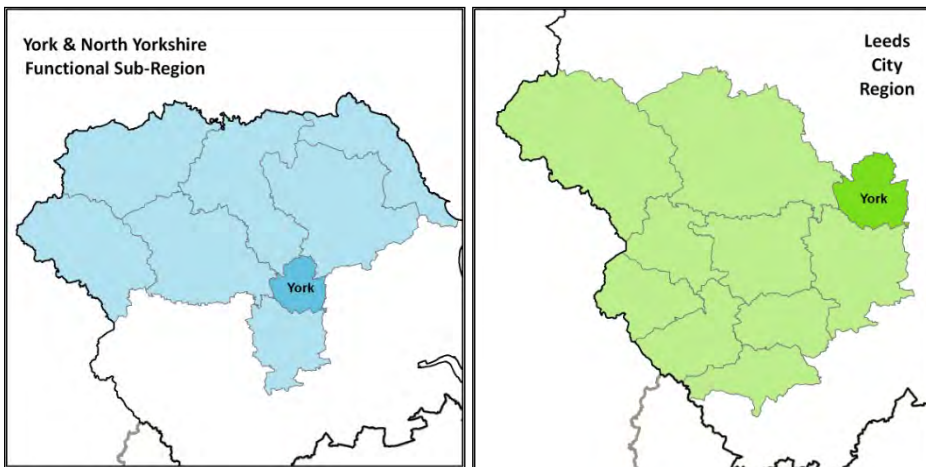 York & North Yorkshire
Functional Sub-Region
York
Leeds
City
Region
York